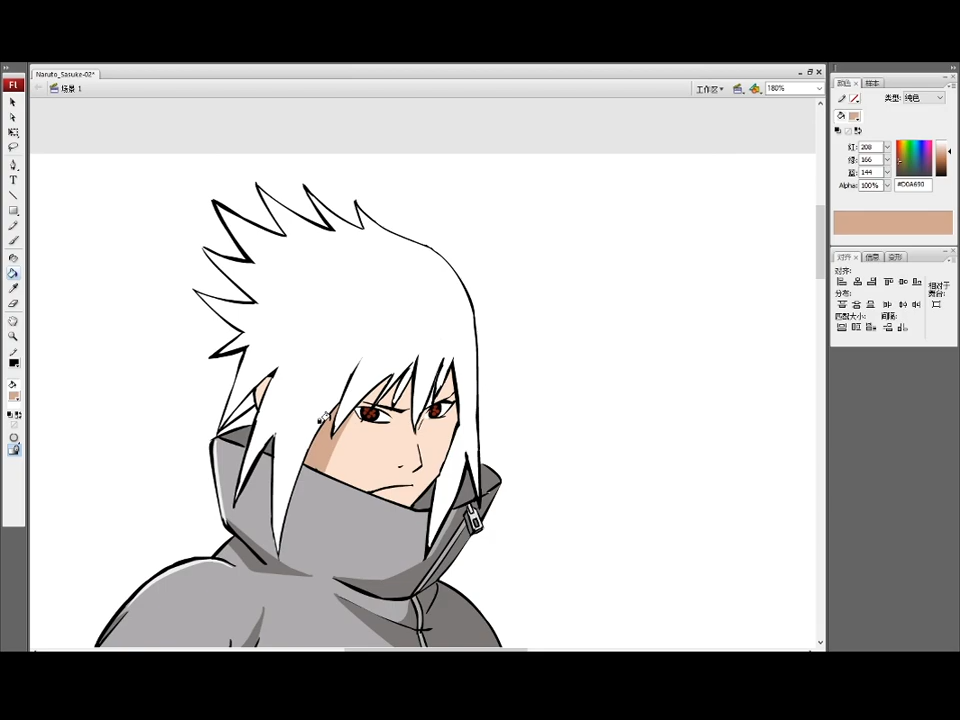 Naruto_Sasuke-02*
Fl
场景 1
工作区
180%
颜色
样本
类型:
纯色
红: 208
绿: 166
蓝: 144
Alpha: 100%
#D0A690
对齐
信息
变形
对齐:
相对于
舞台:
分布:
匹配大小:
间隔:
T